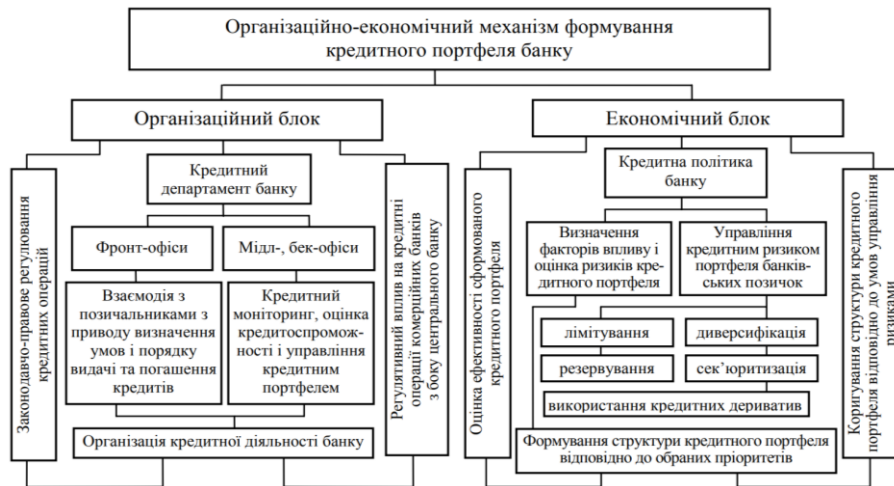 Організаційно-економічний механізм формування
кредитного портфеля банку
Організаційний блок
Законодавчо-правове регулювання
кредитних операцій
Кредитний
департамент банку
Фронт-офіси
Мідл-, бек-офіси
Взаємодія з
позичальниками з
приводу визначення
умов і порядку
видачі та погашення
кредитів
Кредитний
моніторинг, оцінка
кредитоспромож-
ності і управління
кредитним
портфелем
Організація кредитної діяльності банку
Регулятивний вплив на кредитні
операції комерційних банків
з боку центрального банку
Економічний блок
Оцінка ефективності сформованого
кредитного портфеля
Кредитна політика
банку
Визначення
факторів впливу і
оцінка ризиків кре-
дитного портфеля
Управління
кредитним ризиком
портфеля банків-
ських позичок
лімітування
диверсифікація
резервування
сек’юритизація
використання кредитних дериватив
Формування структури кредитного портфеля
відповідно до обраних пріоритетів
Коригування структури кредитного
портфеля відповідно до умов управління
ризиками